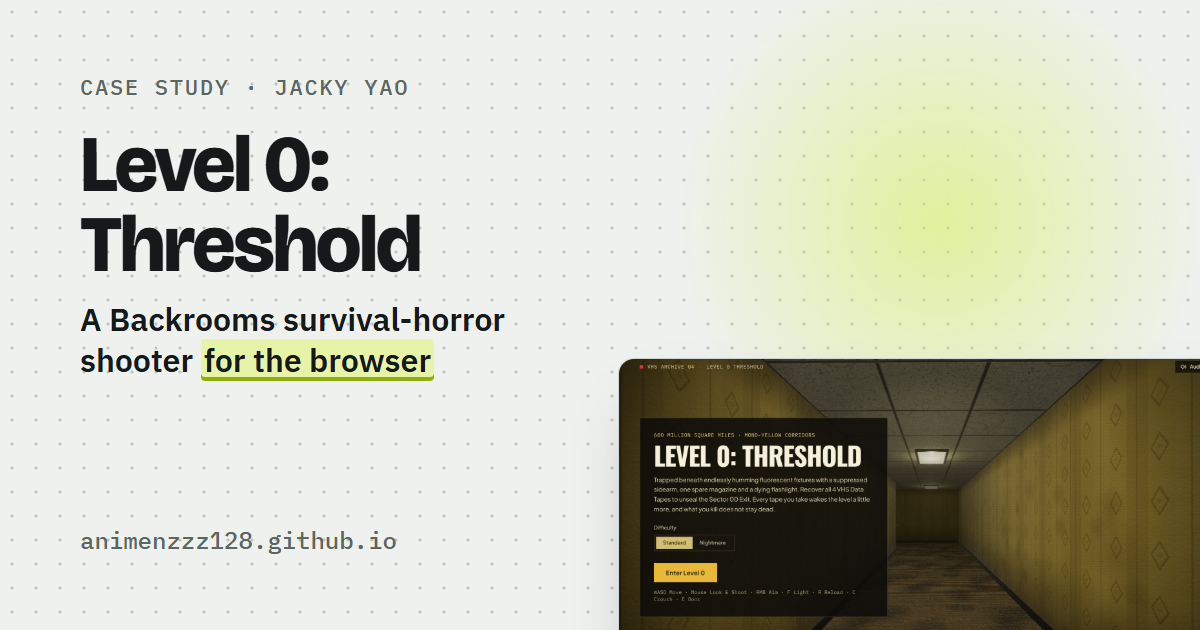 CASE STUDY · JACKY YAO
Level 0:
Threshold
A Backrooms survival-horror
shooter for the browser
animenzzz128.github.io
VHS ARCHIVE 04 LEVEL 0 THRESHOLD
600 MILLION SQUARE MILES · MONO-YELLOW CORRIDORS
LEVEL 0: THRESHOLD
Trapped beneath endlessly humming fluorescent fixtures with a suppressed
sidearm, one spare magazine and a dying flashlight. Recover all 4 VHS Data
Tapes to unseal the Sector 00 Exit. Every tape you take wakes the level a little
more, and what you kill does not stay dead.
Difficulty
Standard Nightmare
Enter Level 0
WASD Move · Mouse Look & Shoot · RMB Aim · F Light · R Reload · C
Crouch · E Door